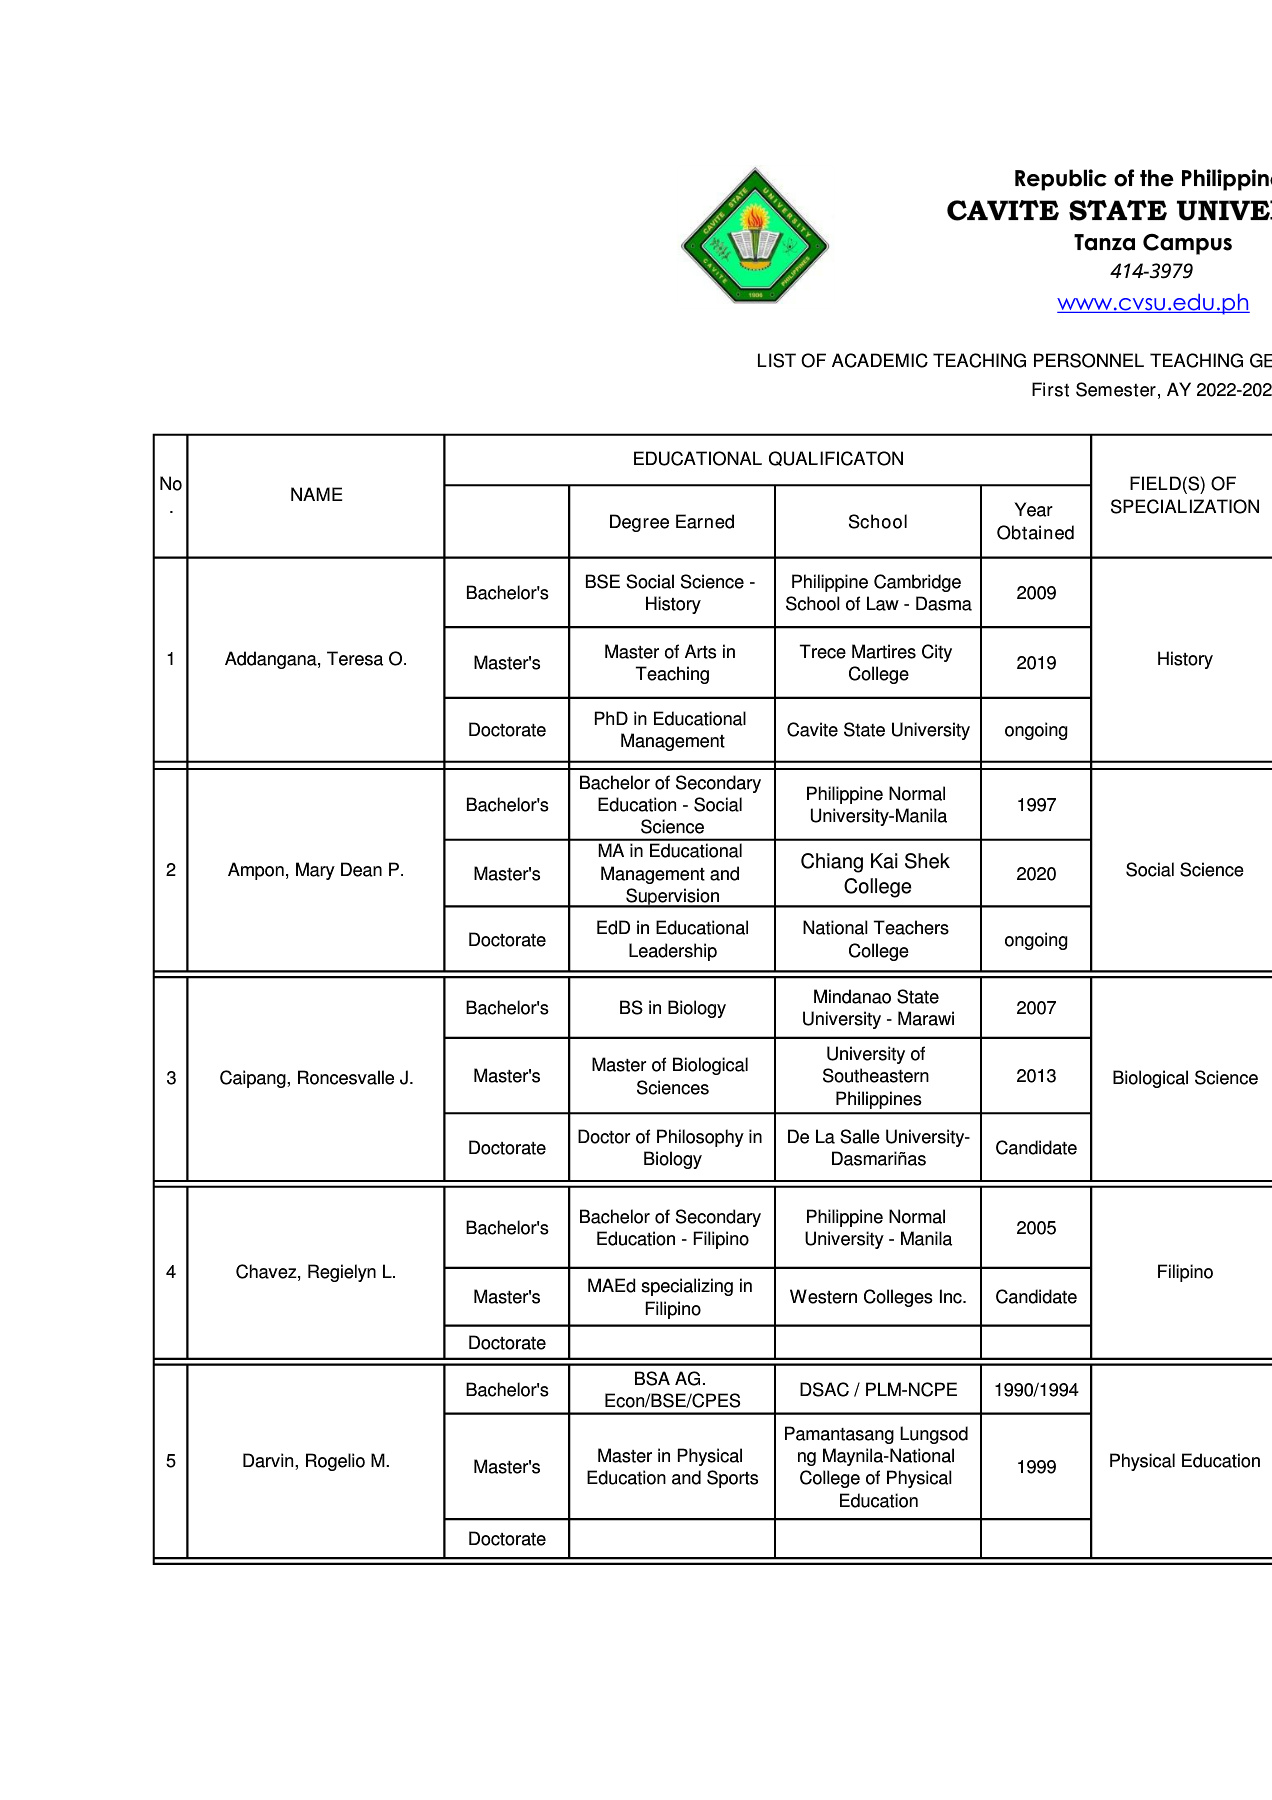 CAVITE STATE UNIVERSITY
CAVITE PHILIPPINES
1906
Republic of the Philippin
CAVITE STATE UNIVE
Tanza Campus
414-3979
www.cvsu.edu.ph
LIST OF ACADEMIC TEACHING PERSONNEL TEACHING GE
First Semester, AY 2022-202
No
.
NAME
EDUCATIONAL QUALIFICATON
Degree Earned
School
Year
Obtained
FIELD(S) OF
SPECIALIZATION
1
Addangana, Teresa O.
Bachelor's
BSE Social Science -
History
Philippine Cambridge
School of Law - Dasma
2009
Master's
Master of Arts in
Teaching
Trece Martires City
College
2019
Doctorate
PhD in Educational
Management
Cavite State University
ongoing
History
2
Ampon, Mary Dean P.
Bachelor's
Bachelor of Secondary
Education - Social
Science
Philippine Normal
University-Manila
1997
Master's
MA in Educational
Management and
Supervision
Chiang Kai Shek
College
2020
Doctorate
EdD in Educational
Leadership
National Teachers
College
ongoing
Social Science
3
Caipang, Roncesvalle J.
Bachelor's
BS in Biology
Mindanao State
University - Marawi
2007
Master's
Master of Biological
Sciences
University of
Southeastern
Philippines
2013
Doctorate
Doctor of Philosophy in
Biology
De La Salle University-
Dasmariñas
Candidate
Biological Science
4
Chavez, Regielyn L.
Bachelor's
Bachelor of Secondary
Education - Filipino
Philippine Normal
University - Manila
2005
Master's
MAEd specializing in
Filipino
Western Colleges Inc.
Candidate
Doctorate
Filipino
5
Darvin, Rogelio M.
Bachelor's
BSA AG.
Econ/BSE/CPES
DSAC / PLM-NCPE
1990/1994
Master's
Master in Physical
Education and Sports
Pamantasang Lungsod
ng Maynila-National
College of Physical
Education
1999
Doctorate
Physical Education